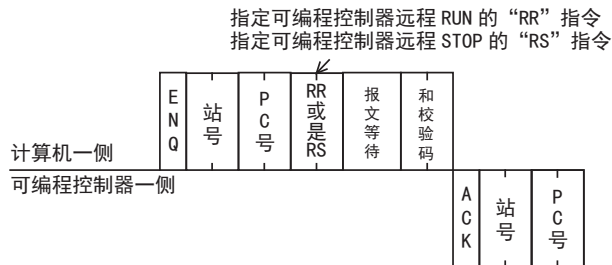 指定可编程控制器远程 RUN 的“RR”指令
指定可编程控制器远程 STOP 的“RS”指令
ENQ
站号
PC号
RR或是RS
报文等待
和校验码
计算机一侧
可编程控制器一侧
ACK
站号
PC号